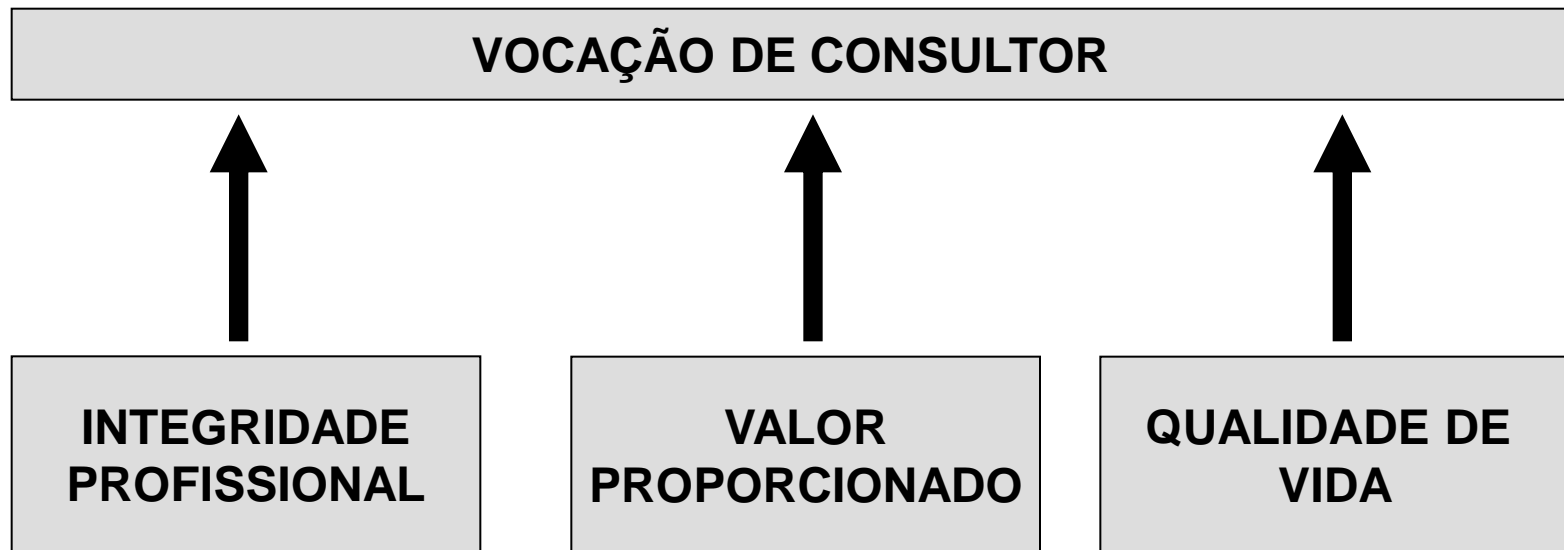 VOCAÇÃO DE CONSULTOR
INTEGRIDADE
PROFISSIONAL
VALOR
PROPORCIONADO
QUALIDADE DE
VIDA